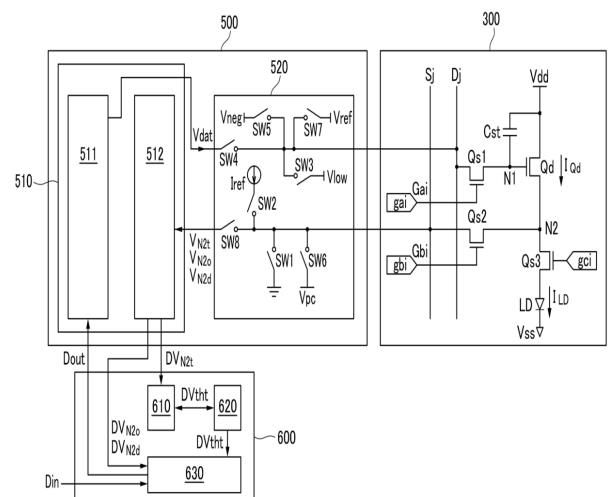 500
300
520
Sj
Dj
Vdd
Vneg
SW5
SW7
Vref
Cst
511
512
Vdat
SW4
SW3
Vlow
Qs1
N1
Qd
I Qd
510
Iref
SW2
gai
Gai
Qs2
N2
VN2t
VN2o
VN2d
SW8
SW1
SW6
Vpc
gbi
Gbi
Qs3
gci
LD
I LD
Vss
Dout
DVN2t
DVN2o
DVN2d
610
DVtht
620
DVtht
600
Din
630